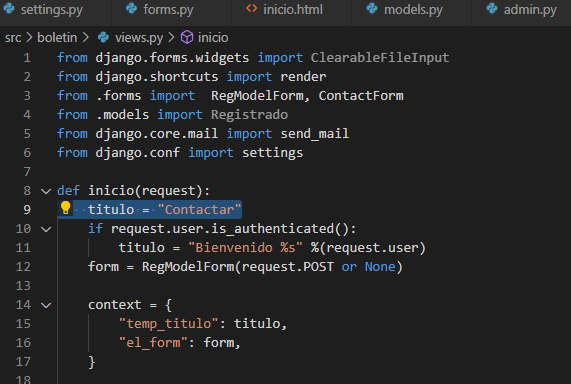 settings.py forms.py inicio.html models.py admin.py
src > boletin > views.py > inicio
1 from django.forms.widgets import ClearableFileInput
2 from django.shortcuts import render
3 from .forms import  RegModelForm, ContactForm
4 from .models import Registrado
5 from django.core.mail import send_mail
6 from django.conf import settings
7
8 def inicio(request):
9     titulo = "Contactar"
10     if request.user.is_authenticated():
11         titulo = "Bienvenido %s" %(request.user)
12     form = RegModelForm(request.POST or None)
13
14     context = {
15         "temp_titulo": titulo,
16         "el_form": form,
17     }
18